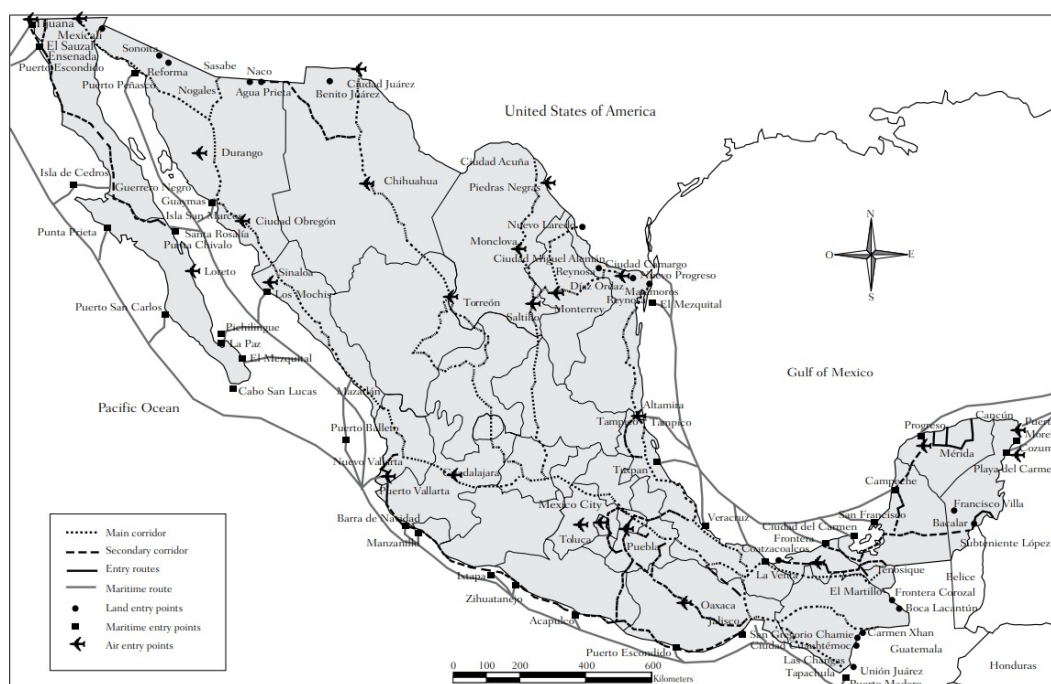 Tijuana
Mexicali
El Sauzal
Ensenada
Puerto Escondido
Sonoita
Reforma
Sasabe
Puerto Peñasco
Nogales
Naco
Agua Prieta
Benito Juárez
Ciudad Juárez
United States of America
Durango
Chihuahua
Ciudad Acuña
Piedras Negras
Isla de Cedros
Guerrero Negro
Guaymas
Isla San Marcos
Ciudad Obregón
Santa Rosalía
Punta Chivalo
Punta Prieta
Nuevo Laredo
Monclova
Ciudad Miguel Alemán
Ciudad Camargo
Reynosa
Nuevo Progreso
Díaz Ordaz
Matamoros
Reynosa
El Mezquital
Monterrey
Saltillo
Torreón
Loreto
Sinaloa
Los Mochis
Puerto San Carlos
Pichilingue
La Paz
El Mezquital
Cabo San Lucas
Pacific Ocean
Gulf of Mexico
N
O
E
S
Mazatlán
Altamira
Tampico
Tampico
Puerto Balleto
Nuevo Vallarta
Puerto Vallarta
Guadalajara
Tuxpan
Cancún
Progreso
Mérida
Playa del Carme
Campeche
Mexico City
Toluca
Puebla
Veracruz
San Francisco
Ciudad del Carmen
Frontera
Coatzacoalcos
Francisco Villa
Bacalar
Subteniente López
Barra de Navidad
Manzanillo
La Venta
Tenosique
Belice
El Martillo
Frontera Corozal
Boca Lacantún
Ixtapa
Zihuatanejo
Acapulco
Oaxaca
Jalisco
San Gregorio Chamic
Carmen Xhan
Ciudad Cuauhtémoc
Guatemala
Puerto Escondido
Las Champas
Tapachula
Unión Juárez
Puerto Madero
Honduras
Main corridor
Secondary corridor
Entry routes
Maritime route
Land entry points
Maritime entry points
Air entry points
0 100 200 400 600
Kilometers